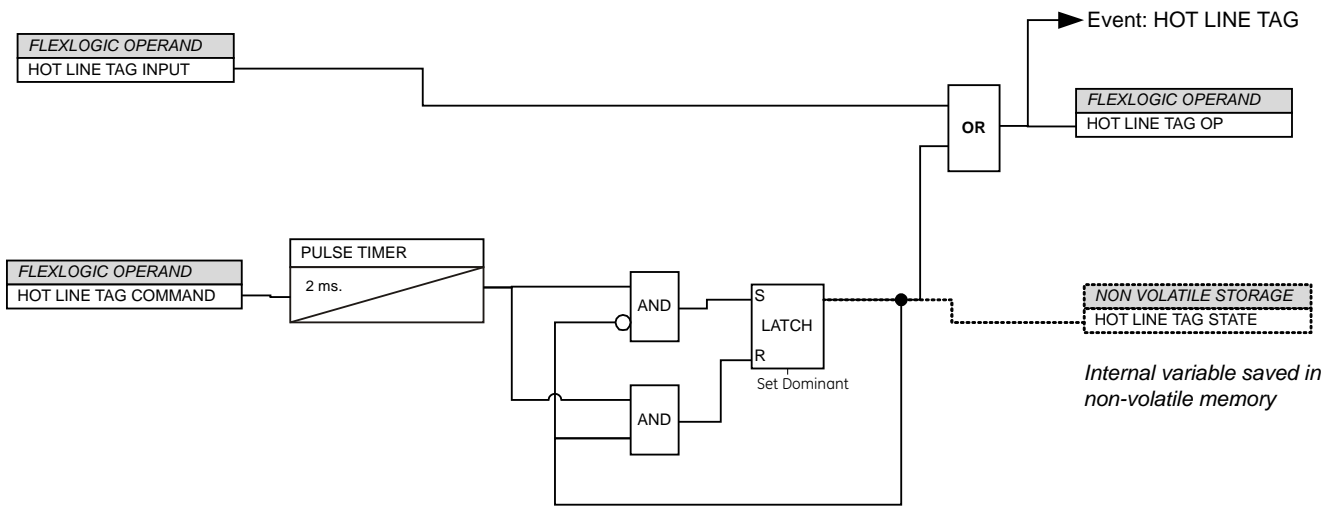 Event: HOT LINE TAG
FLEXLOGIC OPERAND
HOT LINE TAG INPUT
FLEXLOGIC OPERAND
HOT LINE TAG OP
OR
PULSE TIMER
2 ms.
FLEXLOGIC OPERAND
HOT LINE TAG COMMAND
AND
S
LATCH
R
Set Dominant
AND
NON VOLATILE STORAGE
HOT LINE TAG STATE
Internal variable saved in
non-volatile memory